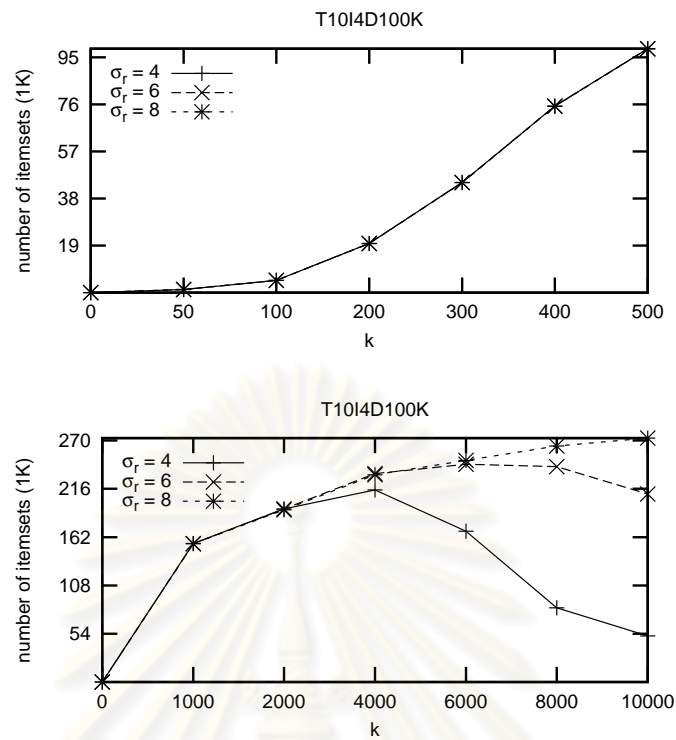 T10I4D100K
number of itemsets (1K)
95
76
57
38
19
σr = 4
σr = 6
σr = 8
0 50 100 200 300 400 500
k
T10I4D100K
number of itemsets (1K)
270
216
162
108
54
σr = 4
σr = 6
σr = 8
0 1000 2000 4000 6000 8000 10000
k